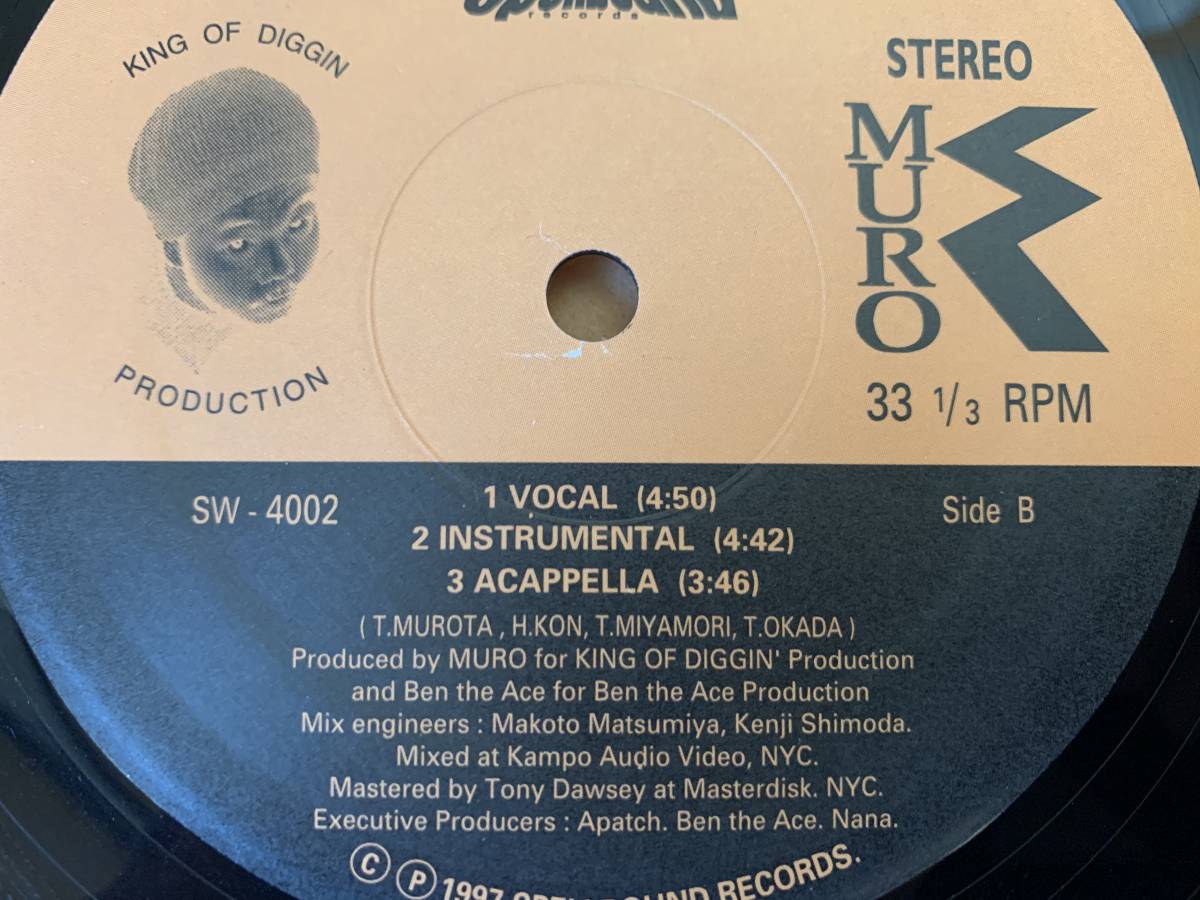 records
KING OF DIGGIN
PRODUCTION
STEREO
MURO
33 1/3 RPM
SW - 4002
Side B
1 VOCAL (4:50)
2 INSTRUMENTAL (4:42)
3 ACAPPELLA (3:46)
( T.MUROTA , H.KON, T.MIYAMORI, T.OKADA )
Produced by MURO for KING OF DIGGIN' Production
and Ben the Ace for Ben the Ace Production
Mix engineers : Makoto Matsumiya, Kenji Shimoda.
Mixed at Kampo Audio Video, NYC.
Mastered by Tony Dawsey at Masterdisk. NYC.
Executive Producers : Apatch. Ben the Ace. Nana.
Ⓒ Ⓟ 1997 RECORDS.